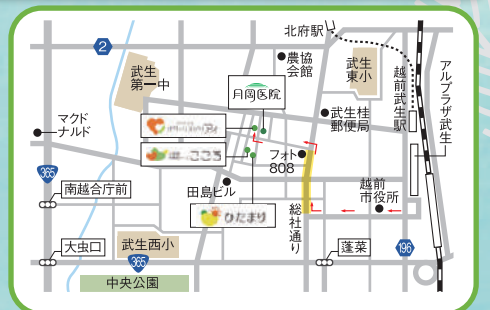 北府駅
2
農協
会館
武生
第一中
武生
東小
越前武生駅
アルプラザ武生
月岡医院
マクド
ナルド
武生桂
郵便局
フォト
808
こころ
365
南越合庁前
田島ビル
越前
市役所
ひだまり
総社通り
大虫口
武生西小
365
蓬菜
196
中央公園